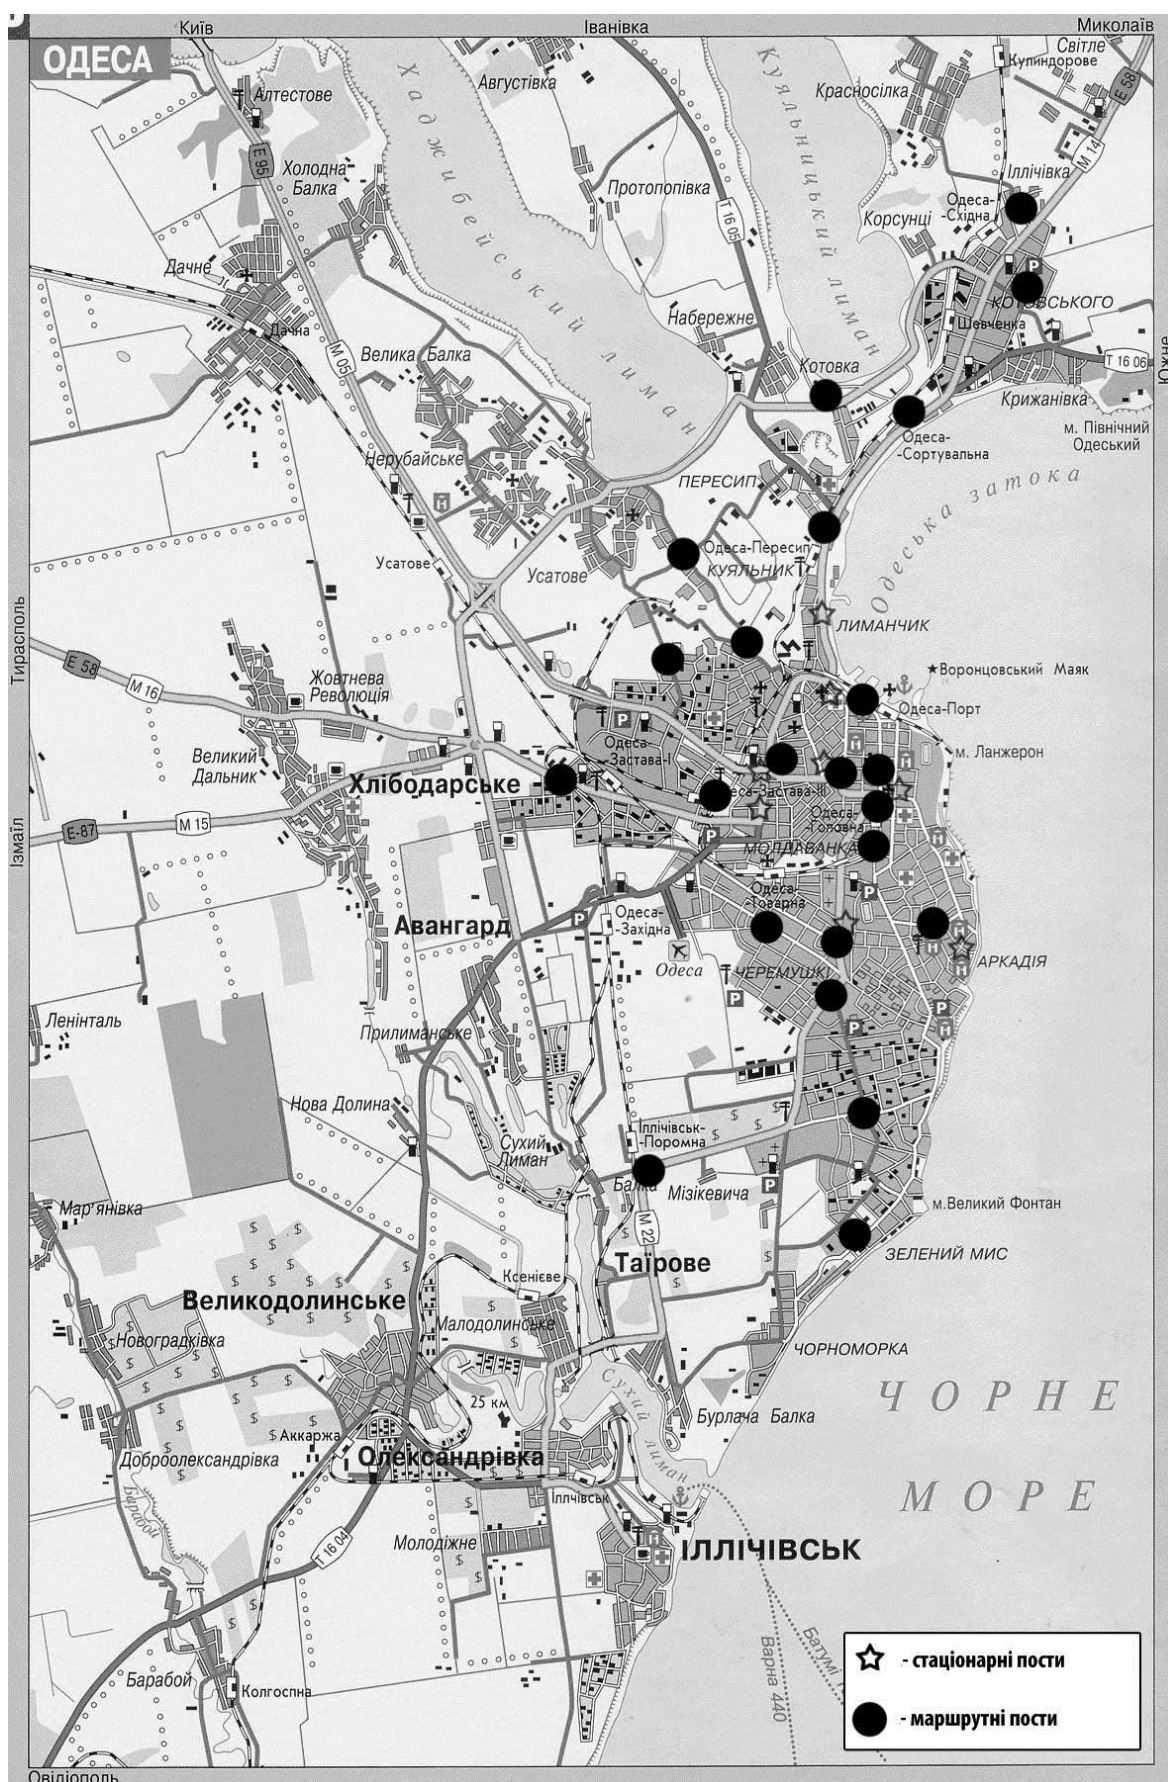 Київ
Іванівка
Миколаїв
ОДЕСА
Світле
Кулиндорове
Августівка
Красносілка
Алтестове
Е 58
Е 95
М 14
Холодна
Балка
Хаджибейський лиман
Куяльницький лиман
Протопопівка
Іллічівка
Одеса-
-Східна
Корсунці
Т 16 05
Дачне
КОТОВСЬКОГО
Набережне
Шевченка
Дачна
М 05
Велика Балка
Котовка
Т 16 06
Южне
Крижанівка
м. Північний
Одеський
Одеса-
-Сортувальна
Нерубайське
ПЕРЕСИП
Одеська затока
Одеса-Пересип
КУЯЛЬНИК
Усатове
Усатове
ЛИМАНЧИК
Тирасполь
Е 58
М 16
Воронцовський Маяк
Жовтнева
Революція
Одеса-Порт
Одеса-
-Застава-І
м. Ланжерон
Великий
Дальник
Хлібодарське
Одеса-
-Головна
Ізмаїл
Е-87
М 15
МОЛДАВАНКА
Одеса-
-Товарна
Авангард
Одеса-
-Західна
Одеса
АРКАДІЯ
ЧЕРЕМУШКІ
Ленінталь
Прилиманське
Нова Долина
Іллічівськ-
-Поромна
Сухий
Лиман
Балка
Мізікевича
Мар'янівка
м.Великий Фонтан
М 22
ЗЕЛЕНИЙ МИС
Таїрове
Ксенієве
Великодолинське
Малодолинське
Новоградківка
ЧОРНОМОРКА
ЧОРНЕ
МОРЕ
25 км
Сухий лиман
Бурлача Балка
Аккаржа
Олександрівка
Доброолександрівка
Барабой
Іллчівськ
Т 16 04
Молодіжне
ІЛЛІЧІВСЬК
Варна 440
Батумі
Барабой
Колгоспна
- стаціонарні пости
- маршрутні пости
Овідіополь